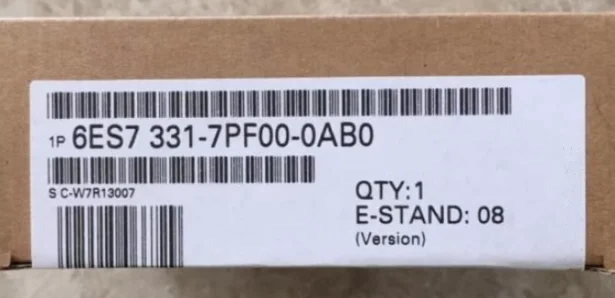 1P 6ES7 331-7PF00-0AB0
S C-W7R13007
QTY:1
E-STAND: 08
(Version)